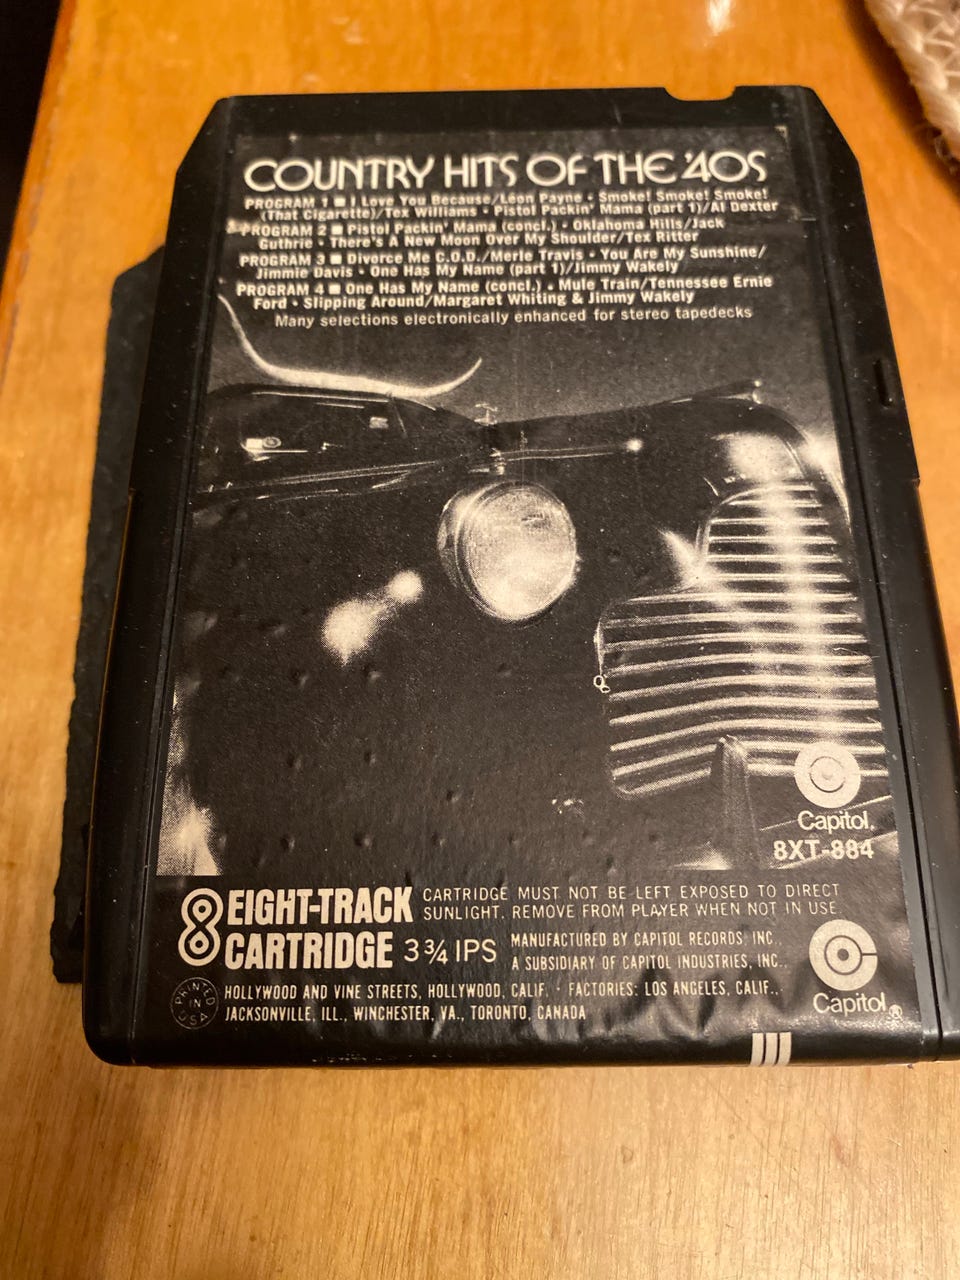 COUNTRY HITS OF THE '40S
PROGRAM 1 ■ I Love You Because/Leon Payne • Smoke! Smoke! Smoke!
(That Cigarette)/Tex Williams • Pistol Packin' Mama (part 1)/Al Dexter
PROGRAM 2 ■ Pistol Packin' Mama (concl.) • Oklahoma Hills/Jack
Guthrie • There's A New Moon Over My Shoulder/Tex Ritter
PROGRAM 3 ■ Divorce Me C.O.D./Merle Travis • You Are My Sunshine/
Jimmie Davis • One Has My Name (part 1)/Jimmy Wakely
PROGRAM 4 ■ One Has My Name (concl.) • Mule Train/Tennessee Ernie
Ford • Slipping Around/Margaret Whiting & Jimmy Wakely
Many selections electronically enhanced for stereo tapedecks
Capitol.
8XT-884
8 EIGHT-TRACK
CARTRIDGE 3 3/4 IPS
CARTRIDGE MUST NOT BE LEFT EXPOSED TO DIRECT
SUNLIGHT. REMOVE FROM PLAYER WHEN NOT IN USE.
MANUFACTURED BY CAPITOL RECORDS, INC.,
A SUBSIDIARY OF CAPITOL INDUSTRIES, INC.,
HOLLYWOOD AND VINE STREETS, HOLLYWOOD, CALIF. • FACTORIES: LOS ANGELES, CALIF.,
JACKSONVILLE, ILL., WINCHESTER, VA., TORONTO, CANADA
PRINTED IN USA
Capitol®